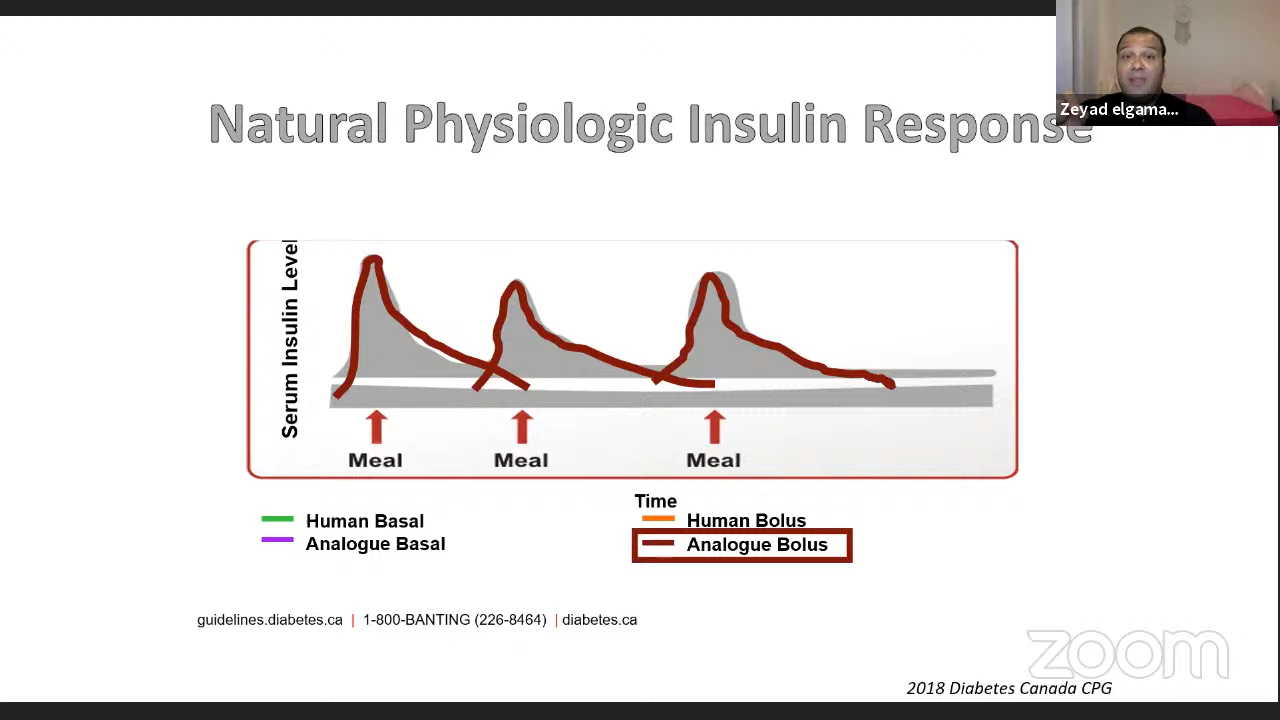 Zeyad elgama...
Natural Physiologic Insulin Response
Serum Insulin Level
Meal
Meal
Meal
Time
Human Basal
Human Bolus
Analogue Basal
Analogue Bolus
guidelines.diabetes.ca | 1-800-BANTING (226-8464) | diabetes.ca
zoom
2018 Diabetes Canada CPG